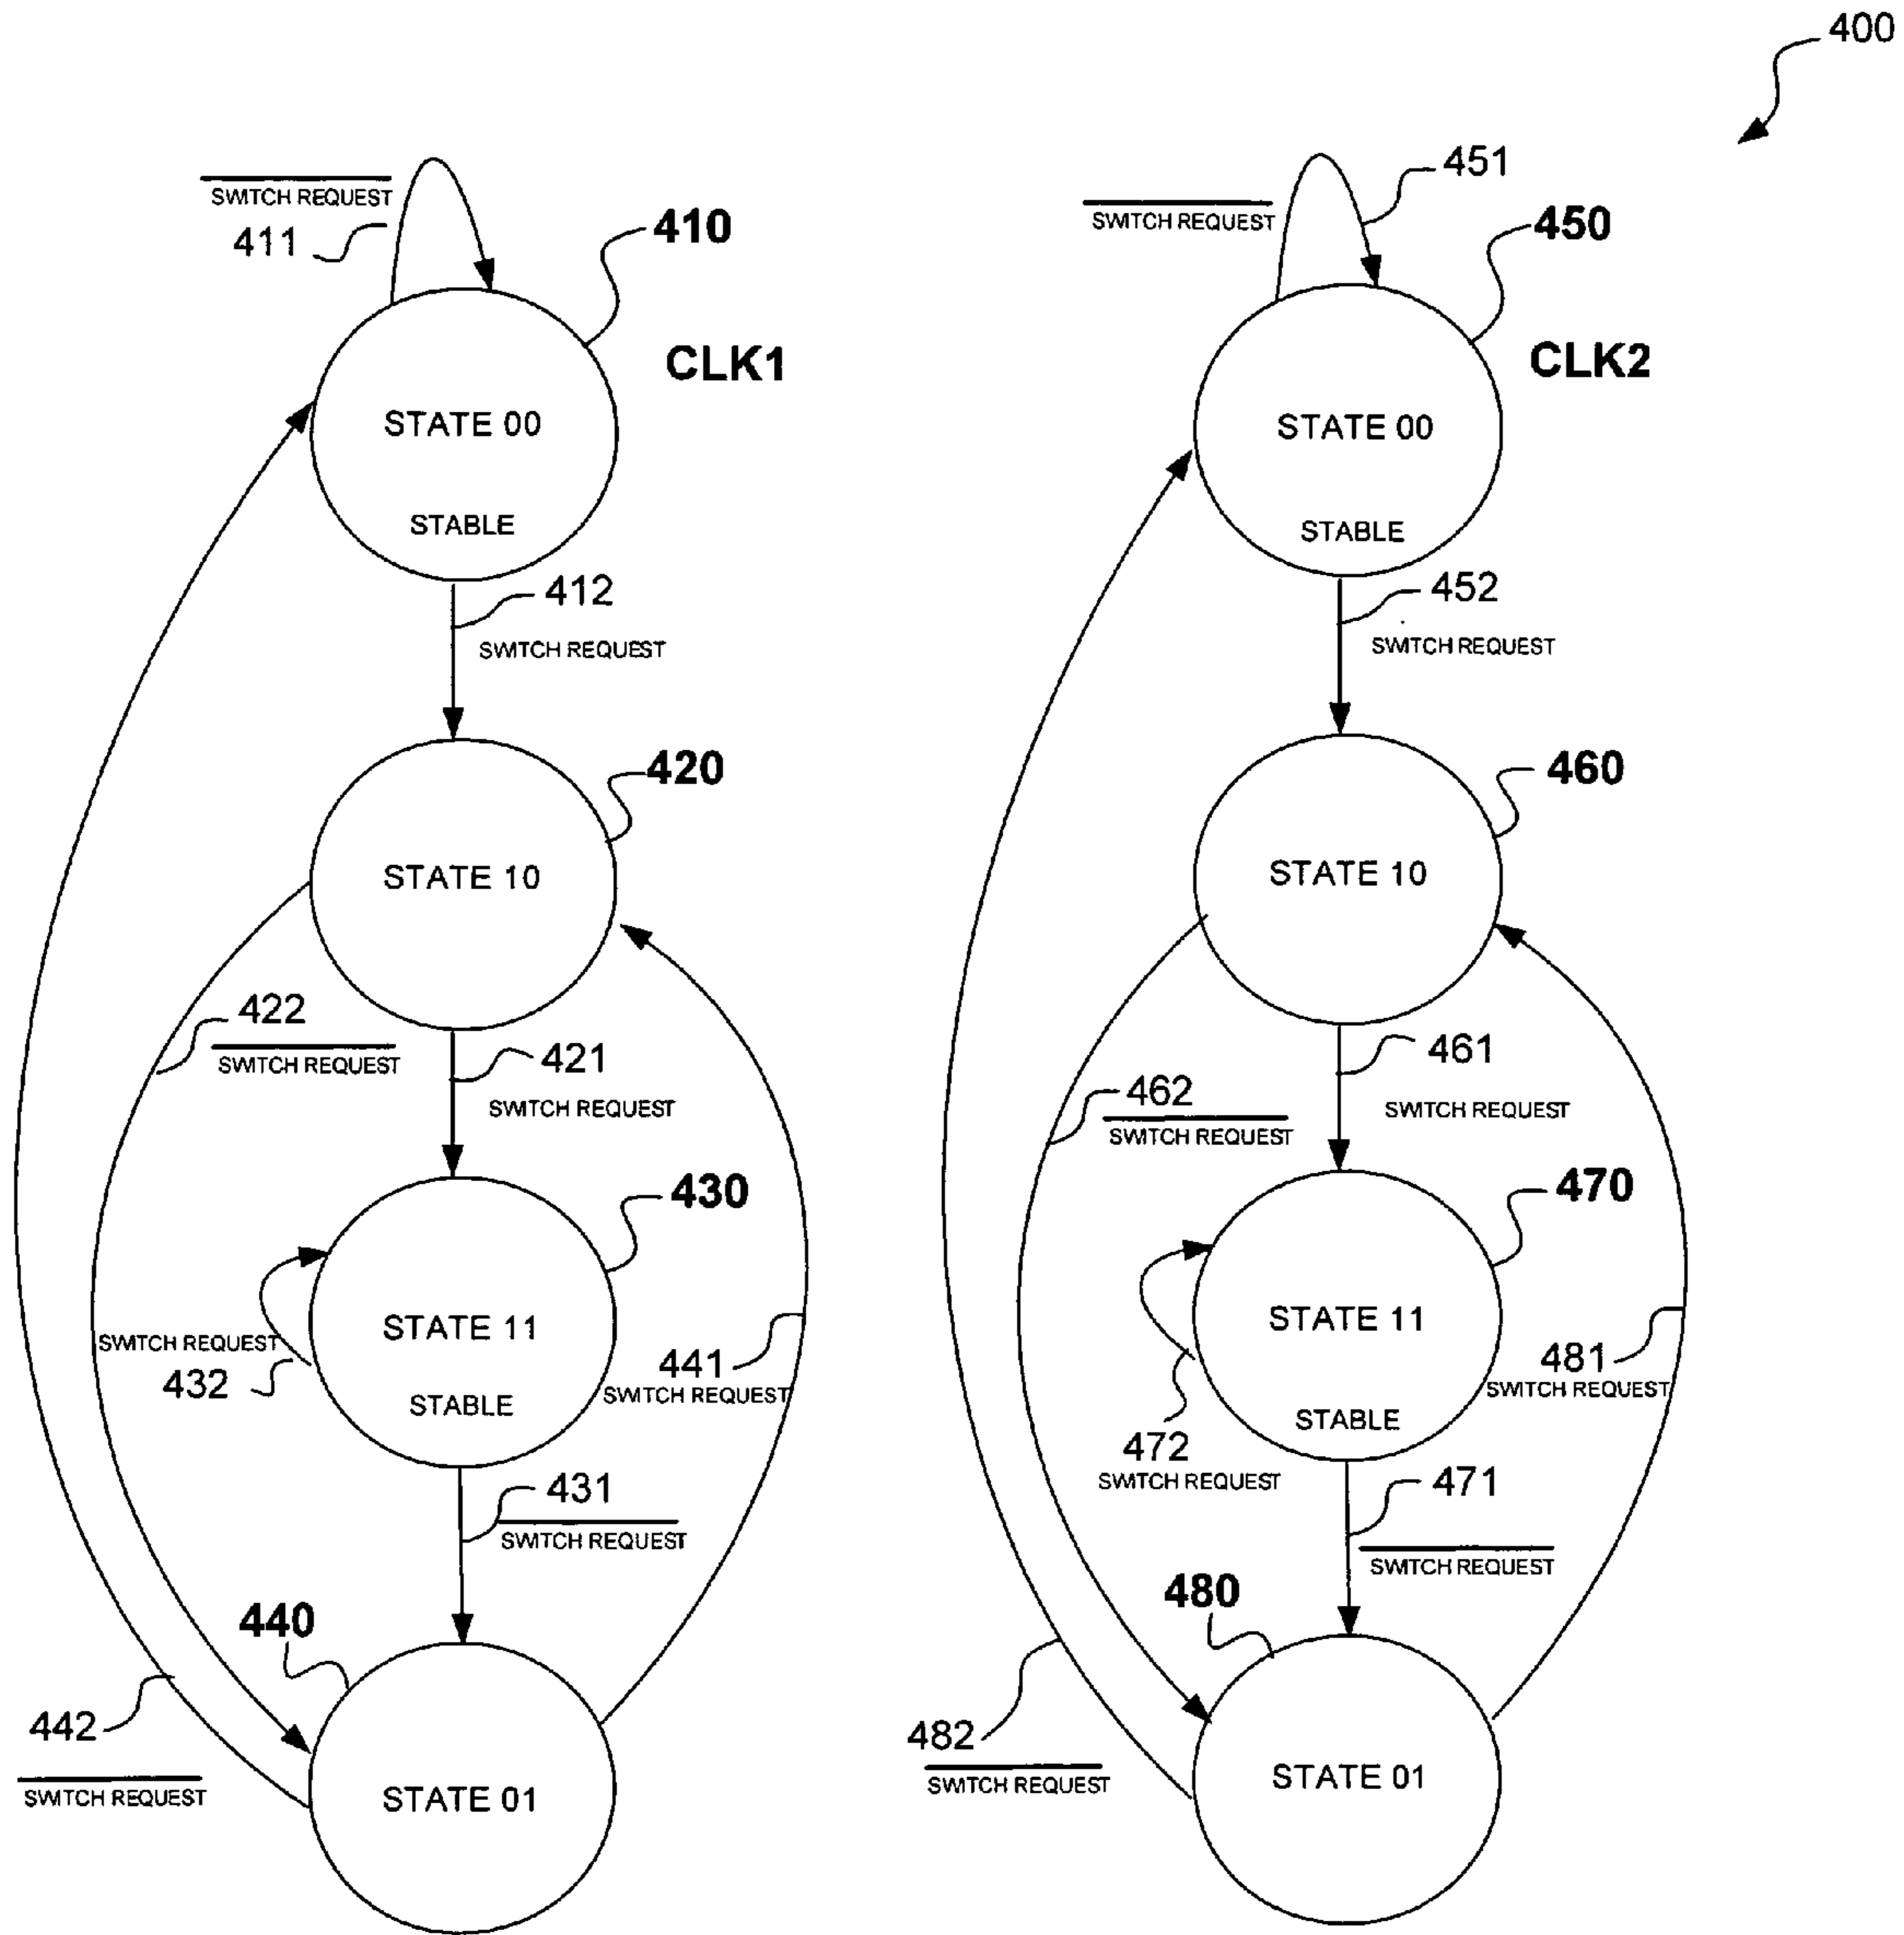 400
SWITCH REQUEST
411
410
CLK1
STATE 00
STABLE
412
SWITCH REQUEST
420
STATE 10
422
SWITCH REQUEST
421
SWITCH REQUEST
430
STATE 11
STABLE
SWITCH REQUEST
432
441
SWITCH REQUEST
431
SWITCH REQUEST
440
442
SWITCH REQUEST
STATE 01
451
SWITCH REQUEST
450
CLK2
STATE 00
STABLE
452
SWITCH REQUEST
460
STATE 10
461
SWITCH REQUEST
462
SWITCH REQUEST
470
STATE 11
STABLE
472
SWITCH REQUEST
481
SWITCH REQUEST
471
SWITCH REQUEST
480
482
SWITCH REQUEST
STATE 01